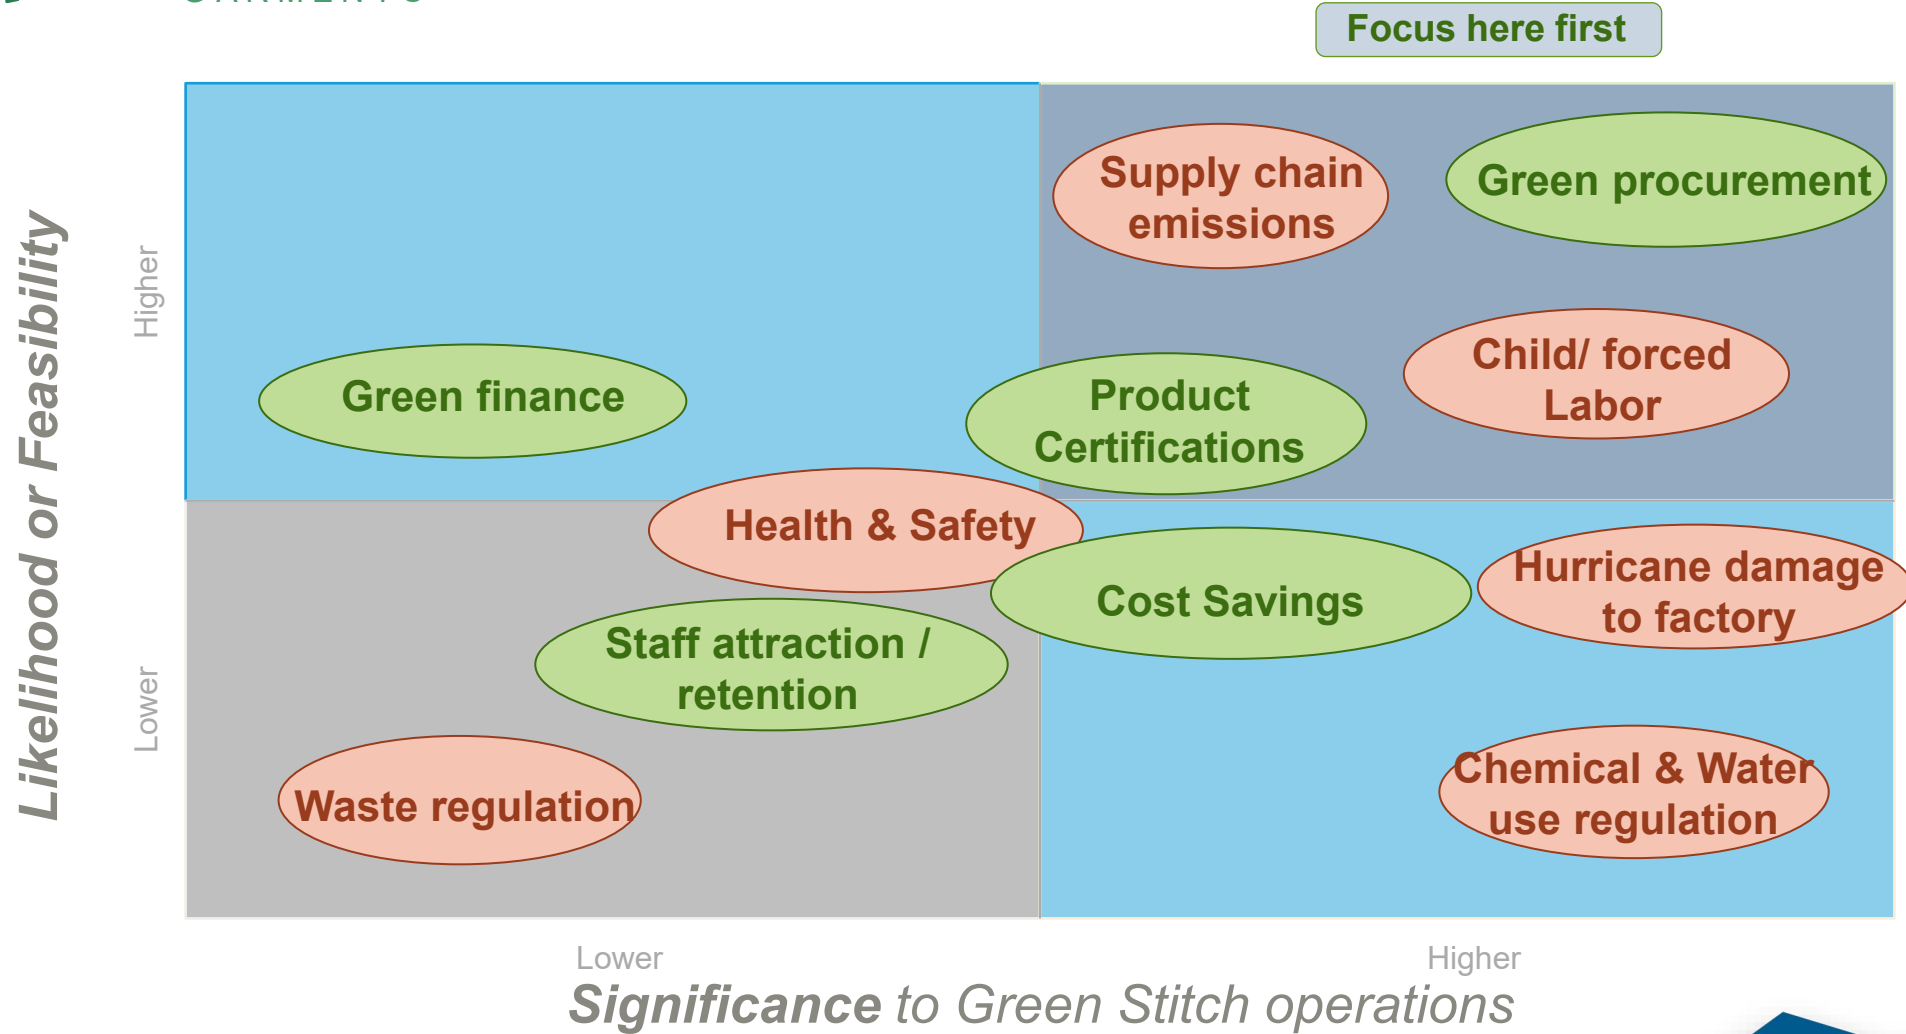 Focus here first
Supply chain
emissions
Green procurement
Child/ forced
Labor
Green finance
Product
Certifications
Health & Safety
Cost Savings
Hurricane damage
to factory
Staff attraction /
retention
Waste regulation
Chemical & Water
use regulation
Likelihood or Feasibility
Higher
Lower
Lower
Higher
Significance to Green Stitch operations